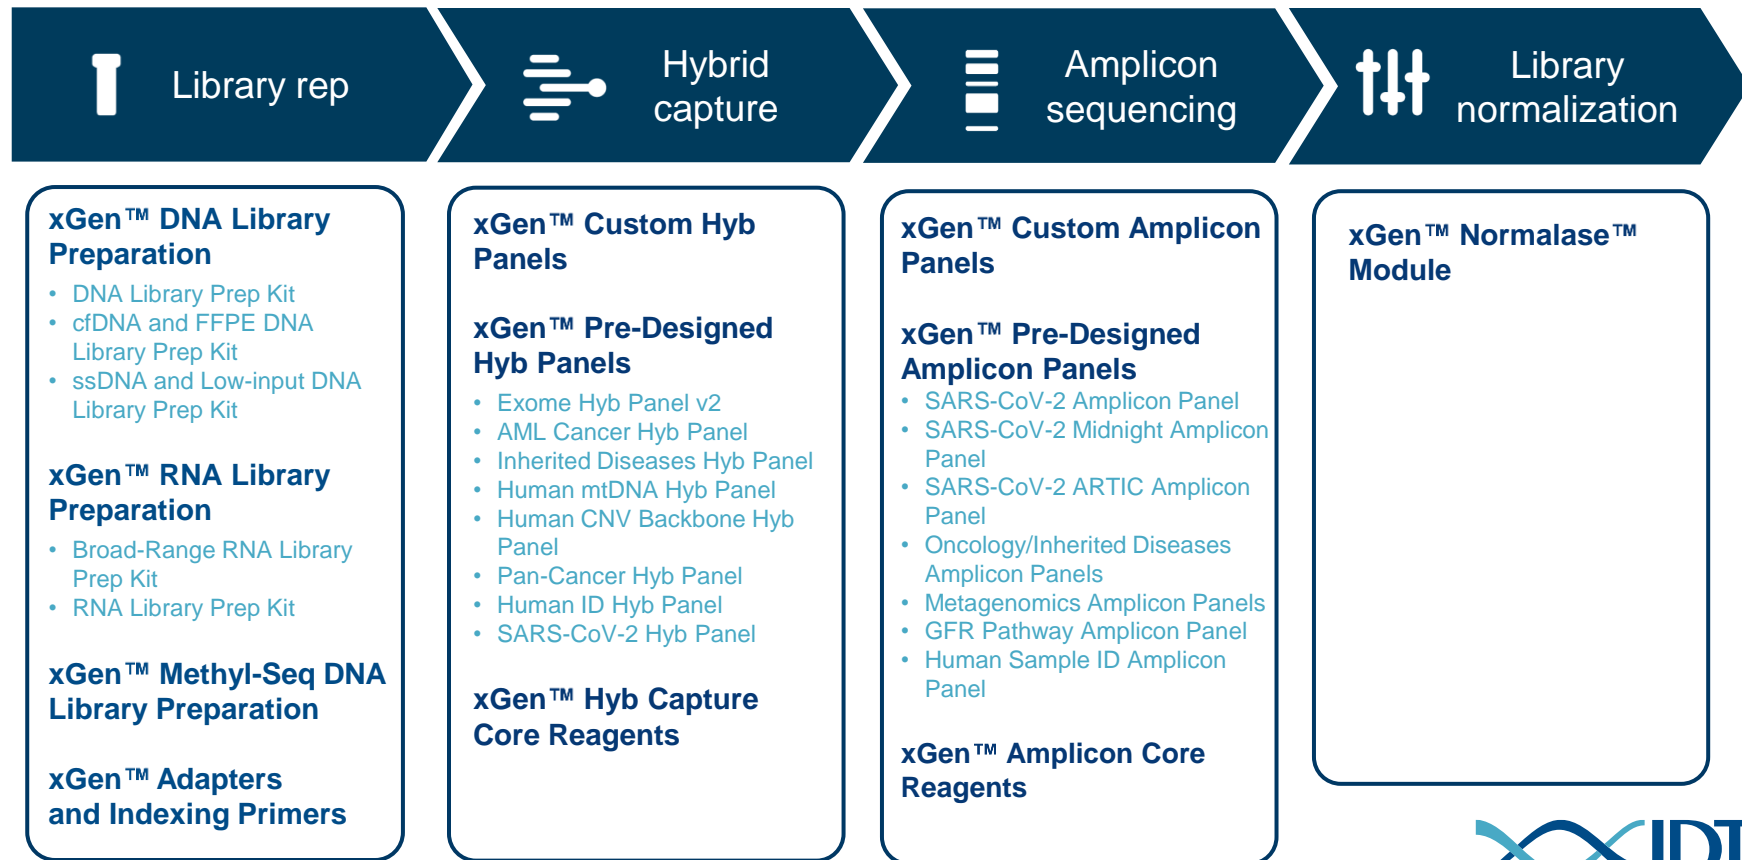 Library rep
Hybrid
capture
Amplicon
sequencing
Library
normalization
xGen™ DNA Library
Preparation
• DNA Library Prep Kit
• cfDNA and FFPE DNA
Library Prep Kit
• ssDNA and Low-input DNA
Library Prep Kit
xGen™ RNA Library
Preparation
• Broad-Range RNA Library
Prep Kit
• RNA Library Prep Kit
xGen™ Methyl-Seq DNA
Library Preparation
xGen™ Adapters
and Indexing Primers
xGen™ Custom Hyb
Panels
xGen™ Pre-Designed
Hyb Panels
• Exome Hyb Panel v2
• AML Cancer Hyb Panel
• Inherited Diseases Hyb Panel
• Human mtDNA Hyb Panel
• Human CNV Backbone Hyb
Panel
• Pan-Cancer Hyb Panel
• Human ID Hyb Panel
• SARS-CoV-2 Hyb Panel
xGen™ Hyb Capture
Core Reagents
xGen™ Custom Amplicon
Panels
xGen™ Pre-Designed
Amplicon Panels
• SARS-CoV-2 Amplicon Panel
• SARS-CoV-2 Midnight Amplicon
Panel
• SARS-CoV-2 ARTIC Amplicon
Panel
• Oncology/Inherited Diseases
Amplicon Panels
• Metagenomics Amplicon Panels
• GFR Pathway Amplicon Panel
• Human Sample ID Amplicon
Panel
xGen™ Amplicon Core
Reagents
xGen™ Normalase™
Module
IDT